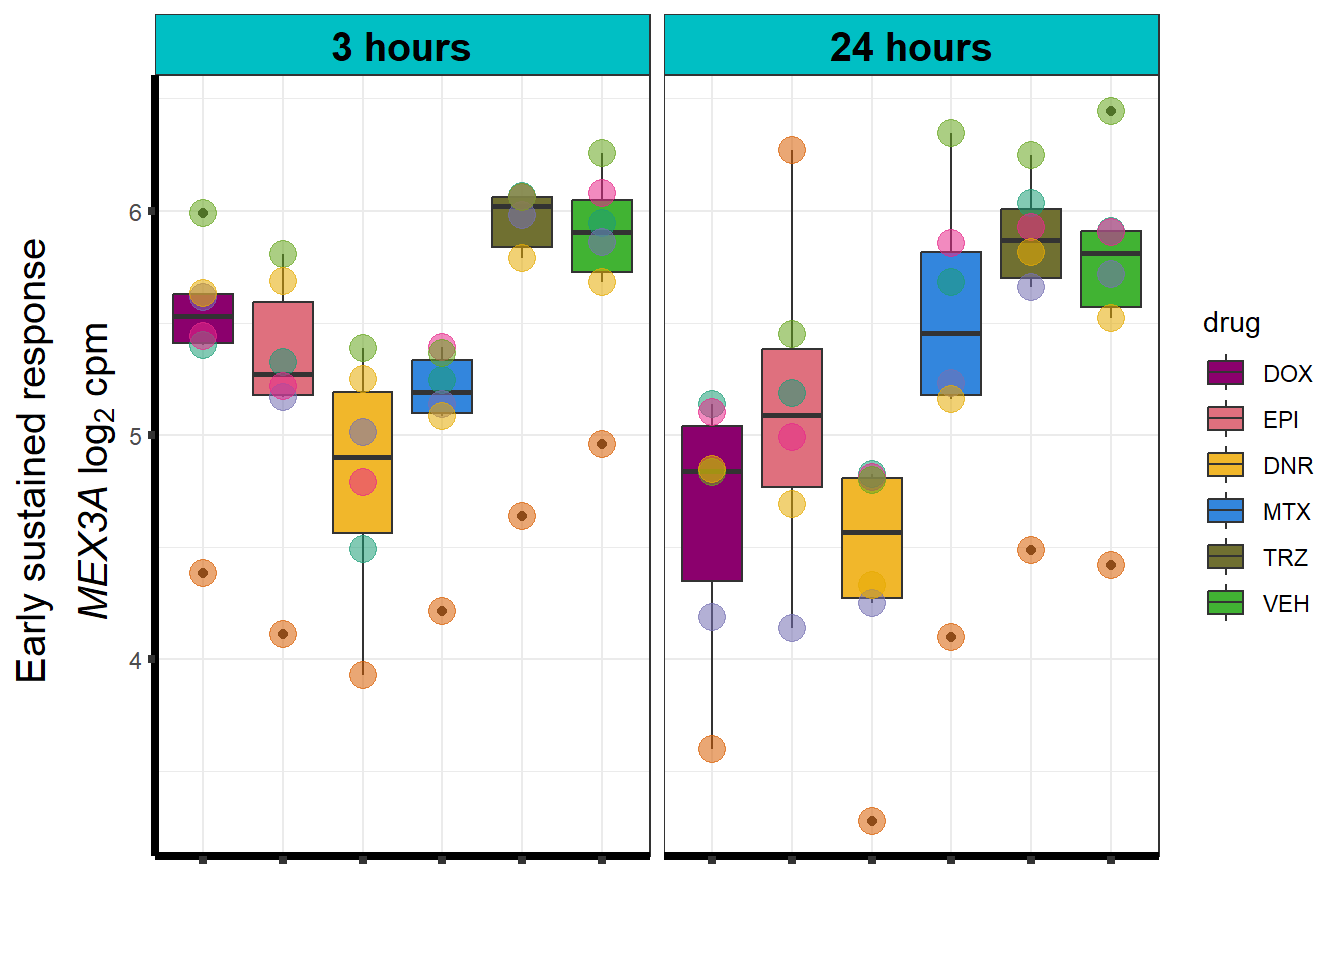 3 hours
24 hours
Early sustained response
MEX3A log₂ cpm
6
5
4
drug
DOX
EPI
DNR
MTX
TRZ
VEH